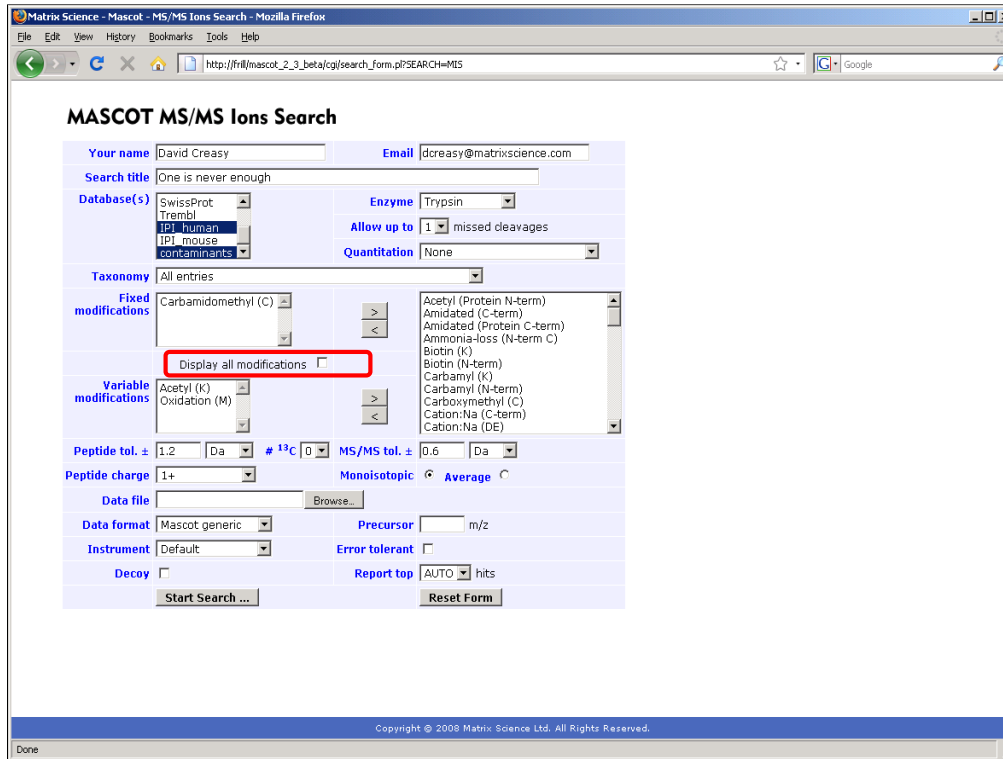 Matrix Science - Mascot - MS/MS Ions Search - Mozilla Firefox
File Edit View History Bookmarks Tools Help
http://frill/mascot_2_3_beta/cgi/search_form.pl?SEARCH=MIS
G Google
MASCOT MS/MS Ions Search
Your name David Creasy Email dcreasy@matrixscience.com
Search title One is never enough
Database(s) SwissProt
Trembl
IPI_human
IPI_mouse
contaminants
Enzyme Trypsin
Allow up to 1 missed cleavages
Quantitation None
Taxonomy All entries
Fixed modifications Carbamidomethyl (C)
>
<
Display all modifications
Variable modifications Acetyl (K)
Oxidation (M)
>
<
Acetyl (Protein N-term)
Amidated (C-term)
Amidated (Protein C-term)
Ammonia-loss (N-term C)
Biotin (K)
Biotin (N-term)
Carbamyl (K)
Carbamyl (N-term)
Carboxymethyl (C)
Cation:Na (C-term)
Cation:Na (DE)
Peptide tol. ± 1.2 Da # 13C 0 MS/MS tol. ± 0.6 Da
Peptide charge 1+ Monoisotopic Average
Data file Browse...
Data format Mascot generic Precursor m/z
Instrument Default Error tolerant
Decoy Report top AUTO hits
Start Search ... Reset Form
Copyright © 2008 Matrix Science Ltd. All Rights Reserved.
Done